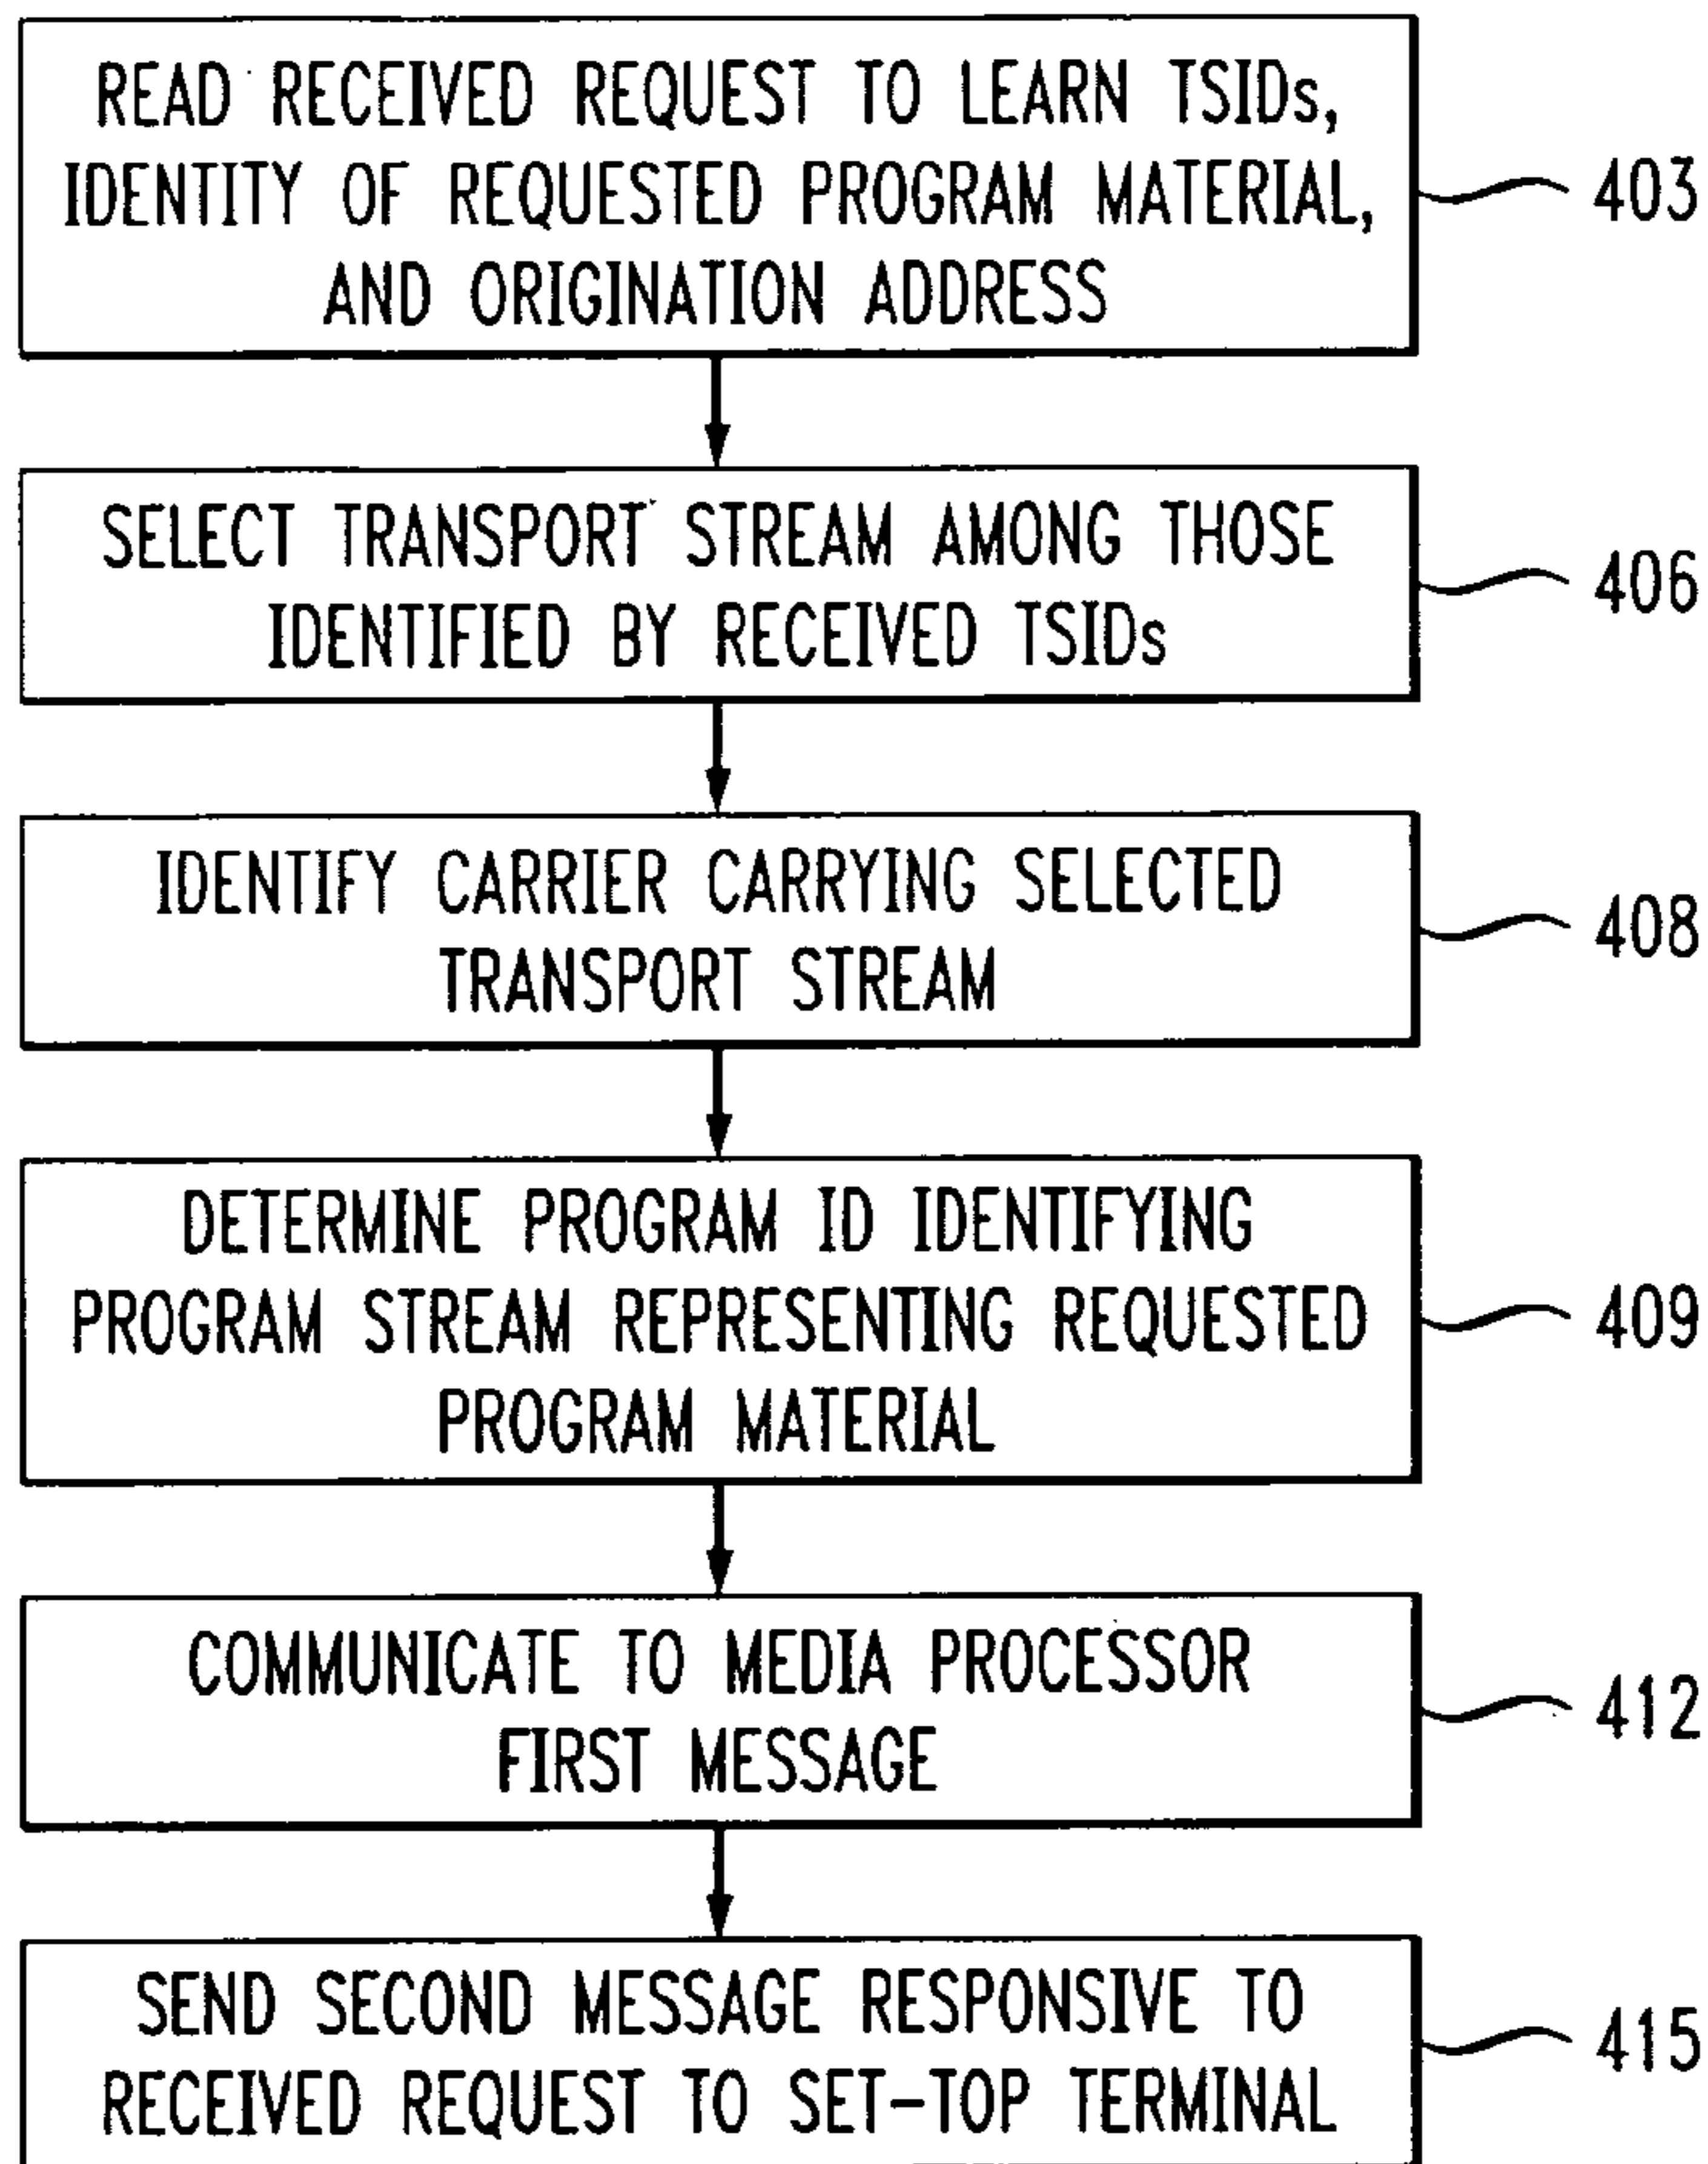 READ RECEIVED REQUEST TO LEARN TSIDs,
IDENTITY OF REQUESTED PROGRAM MATERIAL,
AND ORIGINATION ADDRESS
403
SELECT TRANSPORT STREAM AMONG THOSE
IDENTIFIED BY RECEIVED TSIDs
406
IDENTIFY CARRIER CARRYING SELECTED
TRANSPORT STREAM
408
DETERMINE PROGRAM ID IDENTIFYING
PROGRAM STREAM REPRESENTING REQUESTED
PROGRAM MATERIAL
409
COMMUNICATE TO MEDIA PROCESSOR
FIRST MESSAGE
412
SEND SECOND MESSAGE RESPONSIVE TO
RECEIVED REQUEST TO SET-TOP TERMINAL
415